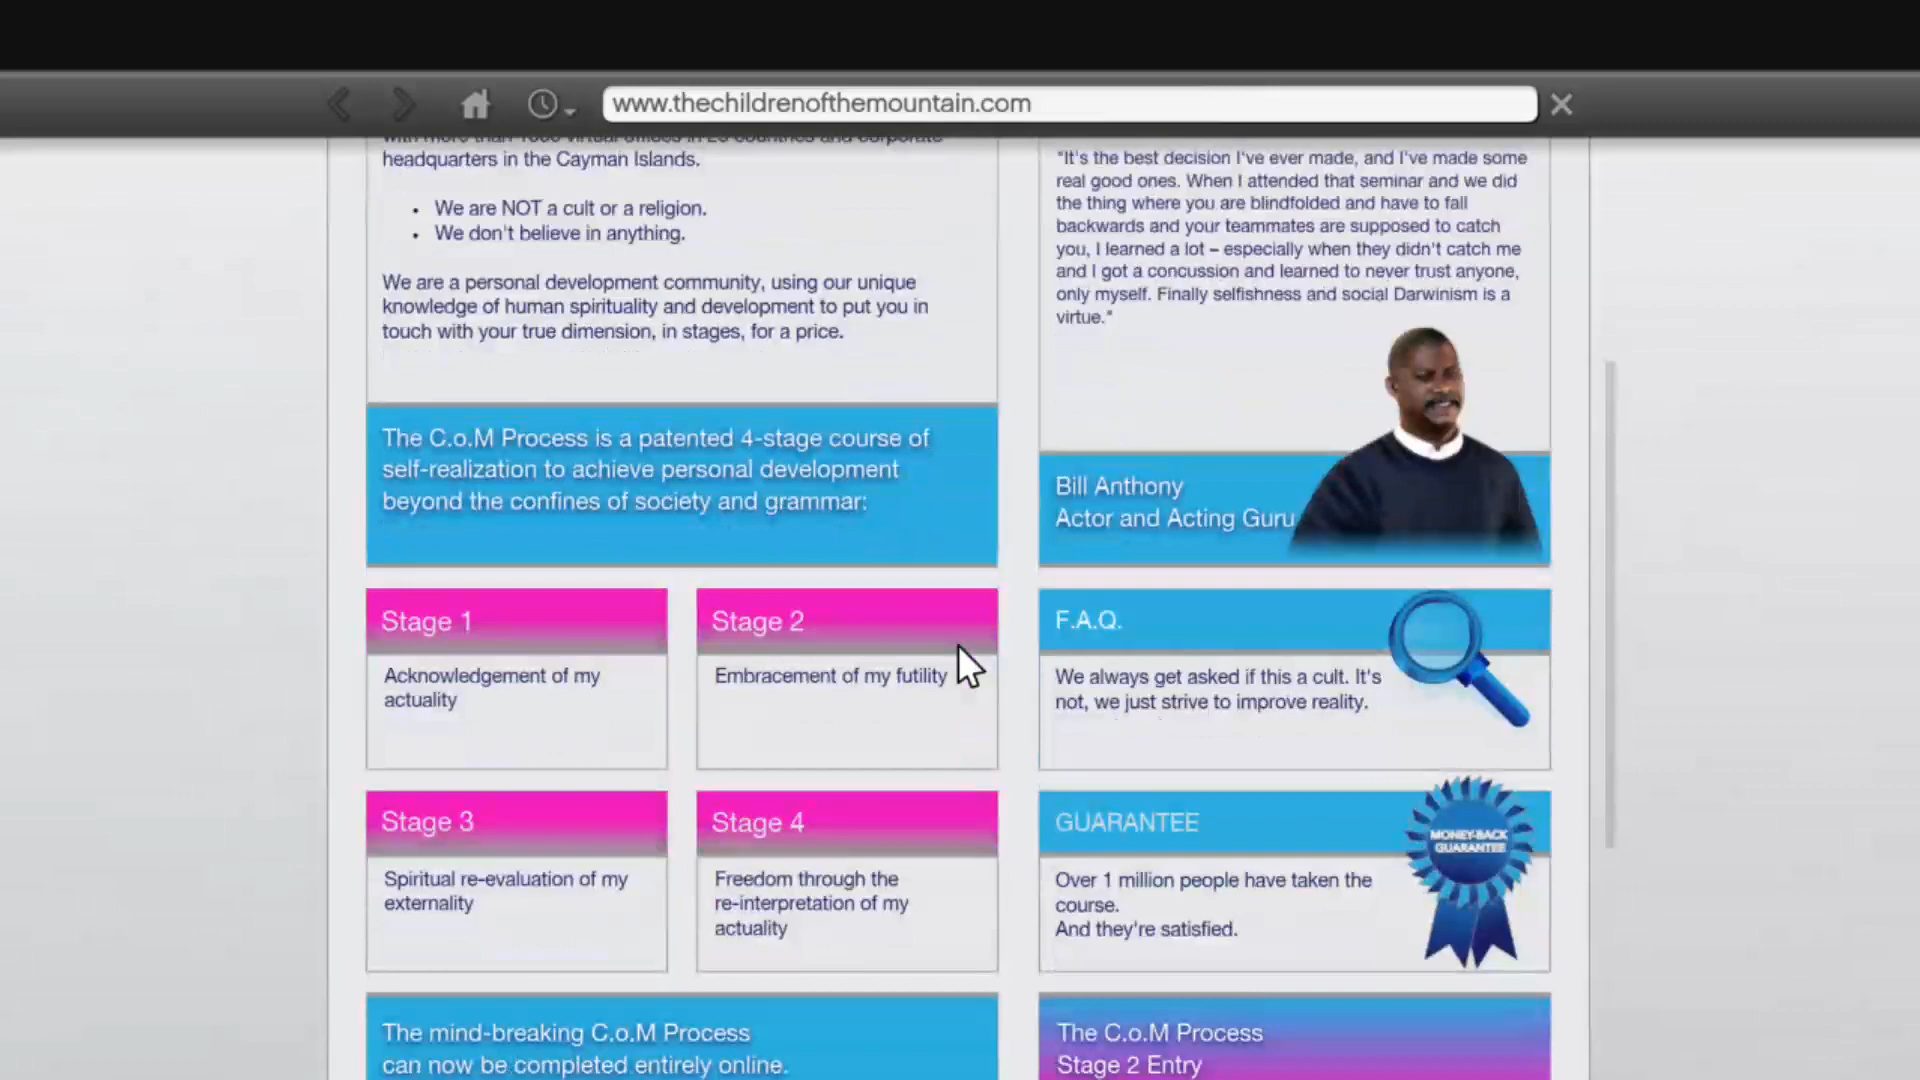 www.thechildrenofthemountain.com
with more than 1000 virtual offices in 25 countries and corporate
headquarters in the Cayman Islands.
• We are NOT a cult or a religion.
• We don't believe in anything.
We are a personal development community, using our unique
knowledge of human spirituality and development to put you in
touch with your true dimension, in stages, for a price.
The C.o.M Process is a patented 4-stage course of
self-realization to achieve personal development
beyond the confines of society and grammar:
Stage 1
Acknowledgement of my
actuality
Stage 2
Embracement of my futility
Stage 3
Spiritual re-evaluation of my
externality
Stage 4
Freedom through the
re-interpretation of my
actuality
The mind-breaking C.o.M Process
can now be completed entirely online.
"It's the best decision I've ever made, and I've made some
real good ones. When I attended that seminar and we did
the thing where you are blindfolded and have to fall
backwards and your teammates are supposed to catch
you, I learned a lot – especially when they didn't catch me
and I got a concussion and learned to never trust anyone,
only myself. Finally selfishness and social Darwinism is a
virtue."
Bill Anthony
Actor and Acting Guru
F.A.Q.
We always get asked if this a cult. It's
not, we just strive to improve reality.
GUARANTEE
MONEY-BACK
GUARANTEE
Over 1 million people have taken the
course.
And they're satisfied.
The C.o.M Process
Stage 2 Entry